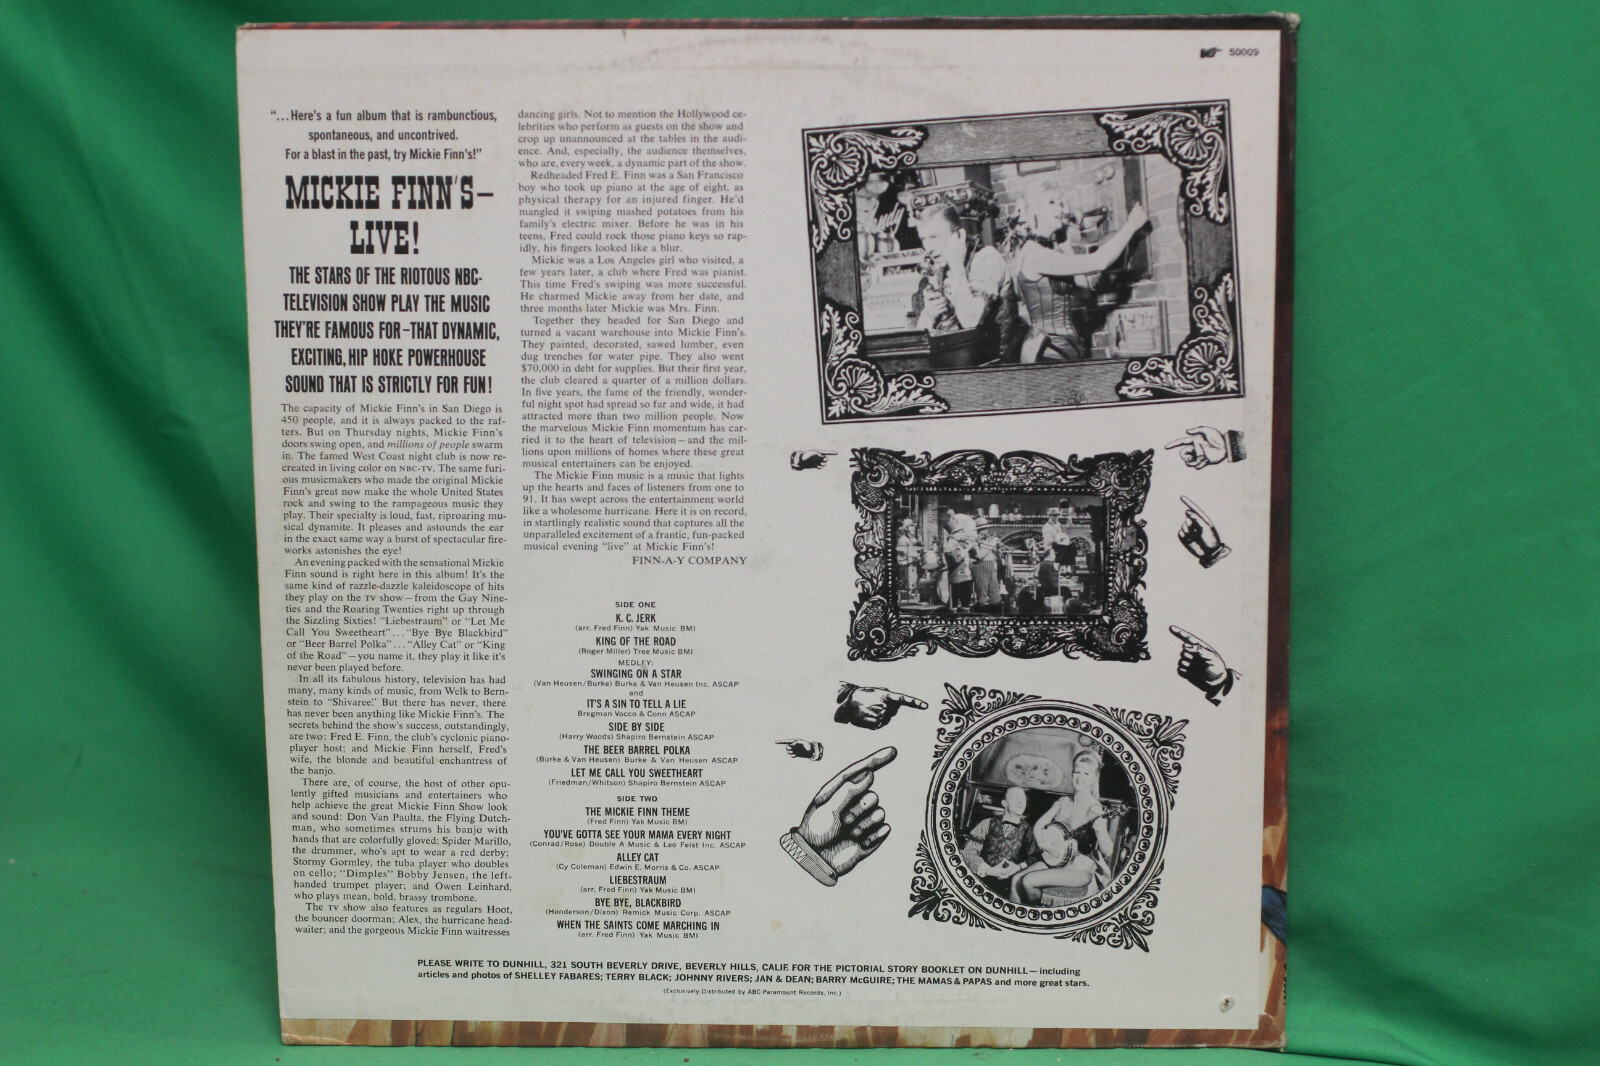 50009
"...Here's a fun album that is rambunctious,
spontaneous, and uncontrived.
For a blast in the past, try Mickie Finn's!"
MICKIE FINN'S–
LIVE!
THE STARS OF THE RIOTOUS NBC-
TELEVISION SHOW PLAY THE MUSIC
THEY'RE FAMOUS FOR–THAT DYNAMIC,
EXCITING, HIP HOKE POWERHOUSE
SOUND THAT IS STRICTLY FOR FUN!
The capacity of Mickie Finn's in San Diego is
450 people, and it is always packed to the raf-
ters. But on Thursday nights, Mickie Finn's
doors swing open, and millions of people swarm
in. The famed West Coast night club is now re-
created in living color on NBC-TV. The same furi-
ous musicmakers who made the original Mickie
Finn's great now make the whole United States
rock and swing to the rampageous music they
play. Their specialty is loud, fast, riproaring mu-
sical dynamite. It pleases and astounds the ear
in the exact same way a burst of spectacular fire-
works astonishes the eye!
An evening packed with the sensational Mickie
Finn sound is right here in this album! It's the
same kind of razzle-dazzle kaleidoscope of hits
they play on the TV show–from the Gay Nine-
ties and the Roaring Twenties right up through
the Sizzling Sixties! "Liebestraum" or "Let Me
Call You Sweetheart"..."Bye Bye Blackbird"
or "Beer Barrel Polka"..."Alley Cat" or "King
of the Road"–you name it, they play it like it's
never been played before.
In all its fabulous history, television has had
many, many kinds of music, from Welk to Bern-
stein to "Shivaree." But there has never, there
has never been anything like Mickie Finn's. The
secrets behind the show's success, outstandingly,
are two: Fred E. Finn, the club's cyclonic piano-
player host; and Mickie Finn herself, Fred's
wife, the blonde and beautiful enchantress of
the banjo.
There are, of course, the host of other opu-
lently gifted musicians and entertainers who
help achieve the great Mickie Finn Show look
and sound: Don Van Paulta, the Flying Dutch-
man, who sometimes strums his banjo with
hands that are colorfully gloved; Spider Marillo,
the drummer, who's apt to wear a red derby;
Stormy Gormley, the tuba player who doubles
on cello; "Dimples" Bobby Jensen, the left-
handed trumpet player; and Owen Leinhard,
who plays mean, bold, brassy trombone.
The TV show also features as regulars Hoot,
the bouncer doorman; Alex, the hurricane head-
waiter; and the gorgeous Mickie Finn waitresses
dancing girls. Not to mention the Hollywood ce-
lebrities who perform as guests on the show and
crop up unannounced at the tables in the audi-
ence. And, especially, the audience themselves,
who are, every week, a dynamic part of the show.
Redheaded Fred E. Finn was a San Francisco
boy who took up piano at the age of eight, as
physical therapy for an injured finger. He'd
mangled it swiping mashed potatoes from his
family's electric mixer. Before he was in his
teens, Fred could rock those piano keys so rap-
idly, his fingers looked like a blur.
Mickie was a Los Angeles girl who visited, a
few years later, a club where Fred was pianist.
This time Fred's swiping was more successful.
He charmed Mickie away from her date, and
three months later Mickie was Mrs. Finn.
Together they headed for San Diego and
turned a vacant warehouse into Mickie Finn's.
They painted, decorated, sawed lumber, even
dug trenches for water pipe. They also went
$70,000 in debt for supplies. But their first year,
the club cleared a quarter of a million dollars.
In five years, the fame of the friendly, wonder-
ful night spot had spread so far and wide, it had
attracted more than two million people. Now
the marvelous Mickie Finn momentum has car-
ried it to the heart of television–and the mil-
lions upon millions of homes where these great
musical entertainers can be enjoyed.
The Mickie Finn music is a music that lights
up the hearts and faces of listeners from one to
91. It has swept across the entertainment world
like a wholesome hurricane. Here it is on record,
in startlingly realistic sound that captures all the
unparalleled excitement of a frantic, fun-packed
musical evening "live" at Mickie Finn's!
FINN-A-Y COMPANY
SIDE ONE
K. C. JERK
(arr. Fred Finn) Yak Music BMI
KING OF THE ROAD
(Roger Miller) Tree Music BMI
MEDLEY:
SWINGING ON A STAR
(Van Heusen/Burke) Burke & Van Heusen Inc. ASCAP
and
IT'S A SIN TO TELL A LIE
Bregman Vocco & Conn ASCAP
SIDE BY SIDE
(Harry Woods) Shapiro Bernstein ASCAP
THE BEER BARREL POLKA
(Burke & Van Heusen) Burke & Van Heusen ASCAP
LET ME CALL YOU SWEETHEART
(Friedman/Whitson) Shapiro Bernstein ASCAP
SIDE TWO
THE MICKIE FINN THEME
(Fred Finn) Yak Music BMI
YOU'VE GOTTA SEE YOUR MAMA EVERY NIGHT
(Conrad/Rose) Double A Music & Leo Feist Inc. ASCAP
ALLEY CAT
(Cy Coleman) Edwin E. Morris & Co. ASCAP
LIEBESTRAUM
(arr. Fred Finn) Yak Music BMI
BYE BYE, BLACKBIRD
(Henderson/Dixon) Remick Music Corp. ASCAP
WHEN THE SAINTS COME MARCHING IN
(arr. Fred Finn) Yak Music BMI
PLEASE WRITE TO DUNHILL, 321 SOUTH BEVERLY DRIVE, BEVERLY HILLS, CALIF. FOR THE PICTORIAL STORY BOOKLET ON DUNHILL–including
articles and photos of SHELLEY FABARES; TERRY BLACK; JOHNNY RIVERS; JAN & DEAN; BARRY McGUIRE; THE MAMAS & PAPAS and more great stars.
(Exclusively Distributed by ABC-Paramount Records, Inc.)